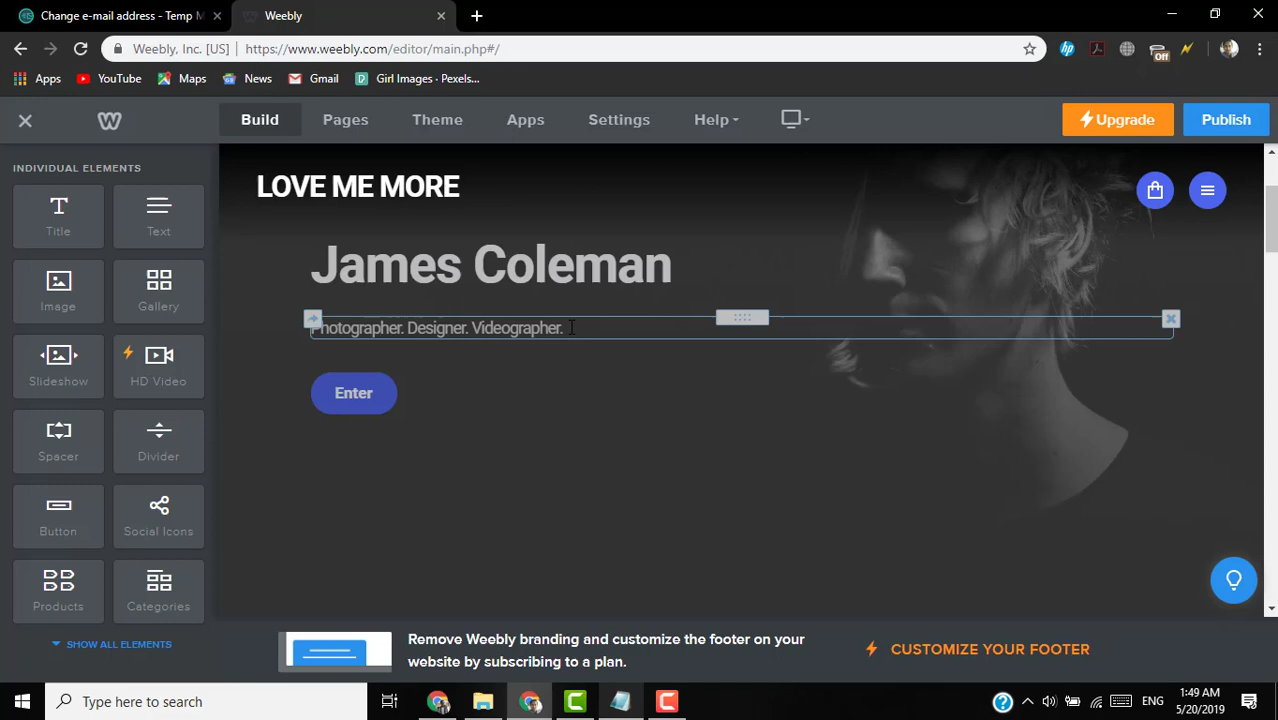 Change e-mail address - Temp M
Weebly
Weebly, Inc. [US] | https://www.weebly.com/editor/main.php#/
Off
Apps YouTube Maps News Gmail Girl Images · Pexels...
Build Pages Theme Apps Settings Help Upgrade Publish
INDIVIDUAL ELEMENTS
Title Text
Image Gallery
Slideshow HD Video
Spacer Divider
Button Social Icons
Products Categories
SHOW ALL ELEMENTS
LOVE ME MORE
James Coleman
Photographer. Designer. Videographer.
Enter
Remove Weebly branding and customize the footer on your
website by subscribing to a plan.
CUSTOMIZE YOUR FOOTER
Type here to search
ENG
1:49 AM
5/20/2019